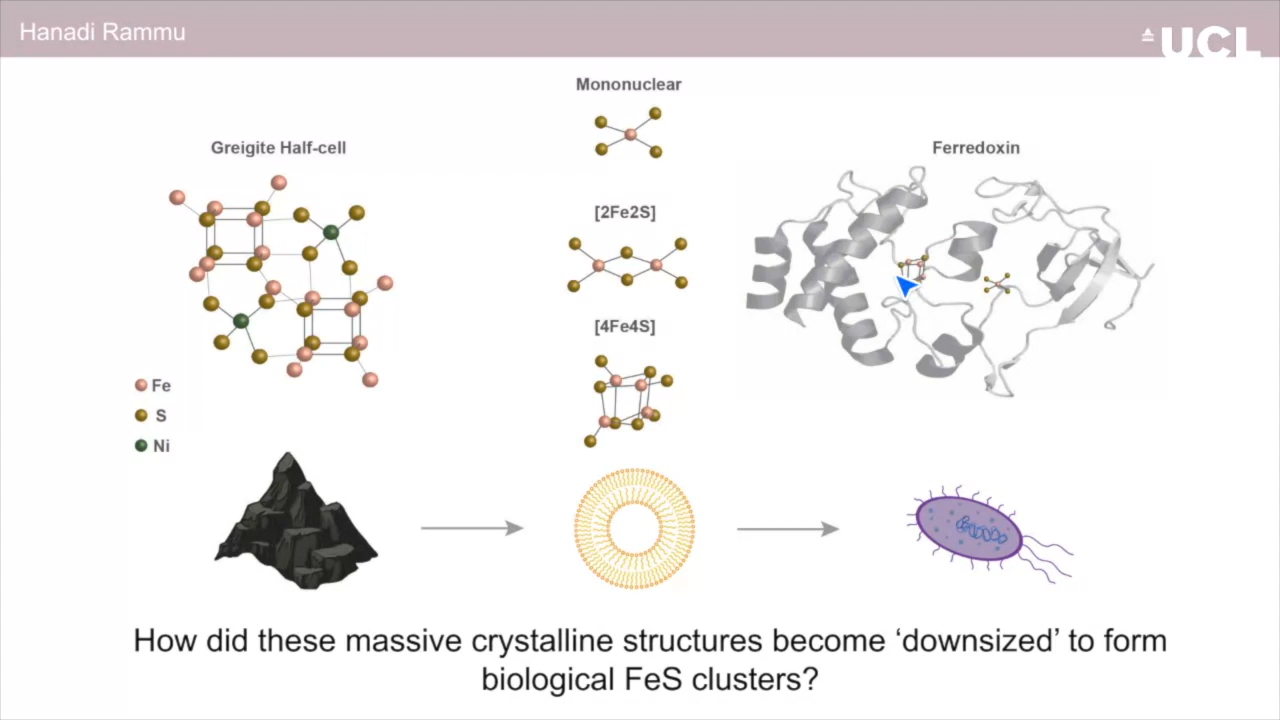 Hanadi Rammu
UCL
Mononuclear
Greigite Half-cell
Ferredoxin
[2Fe2S]
[4Fe4S]
Fe
S
Ni
How did these massive crystalline structures become ‘downsized’ to form
biological FeS clusters?